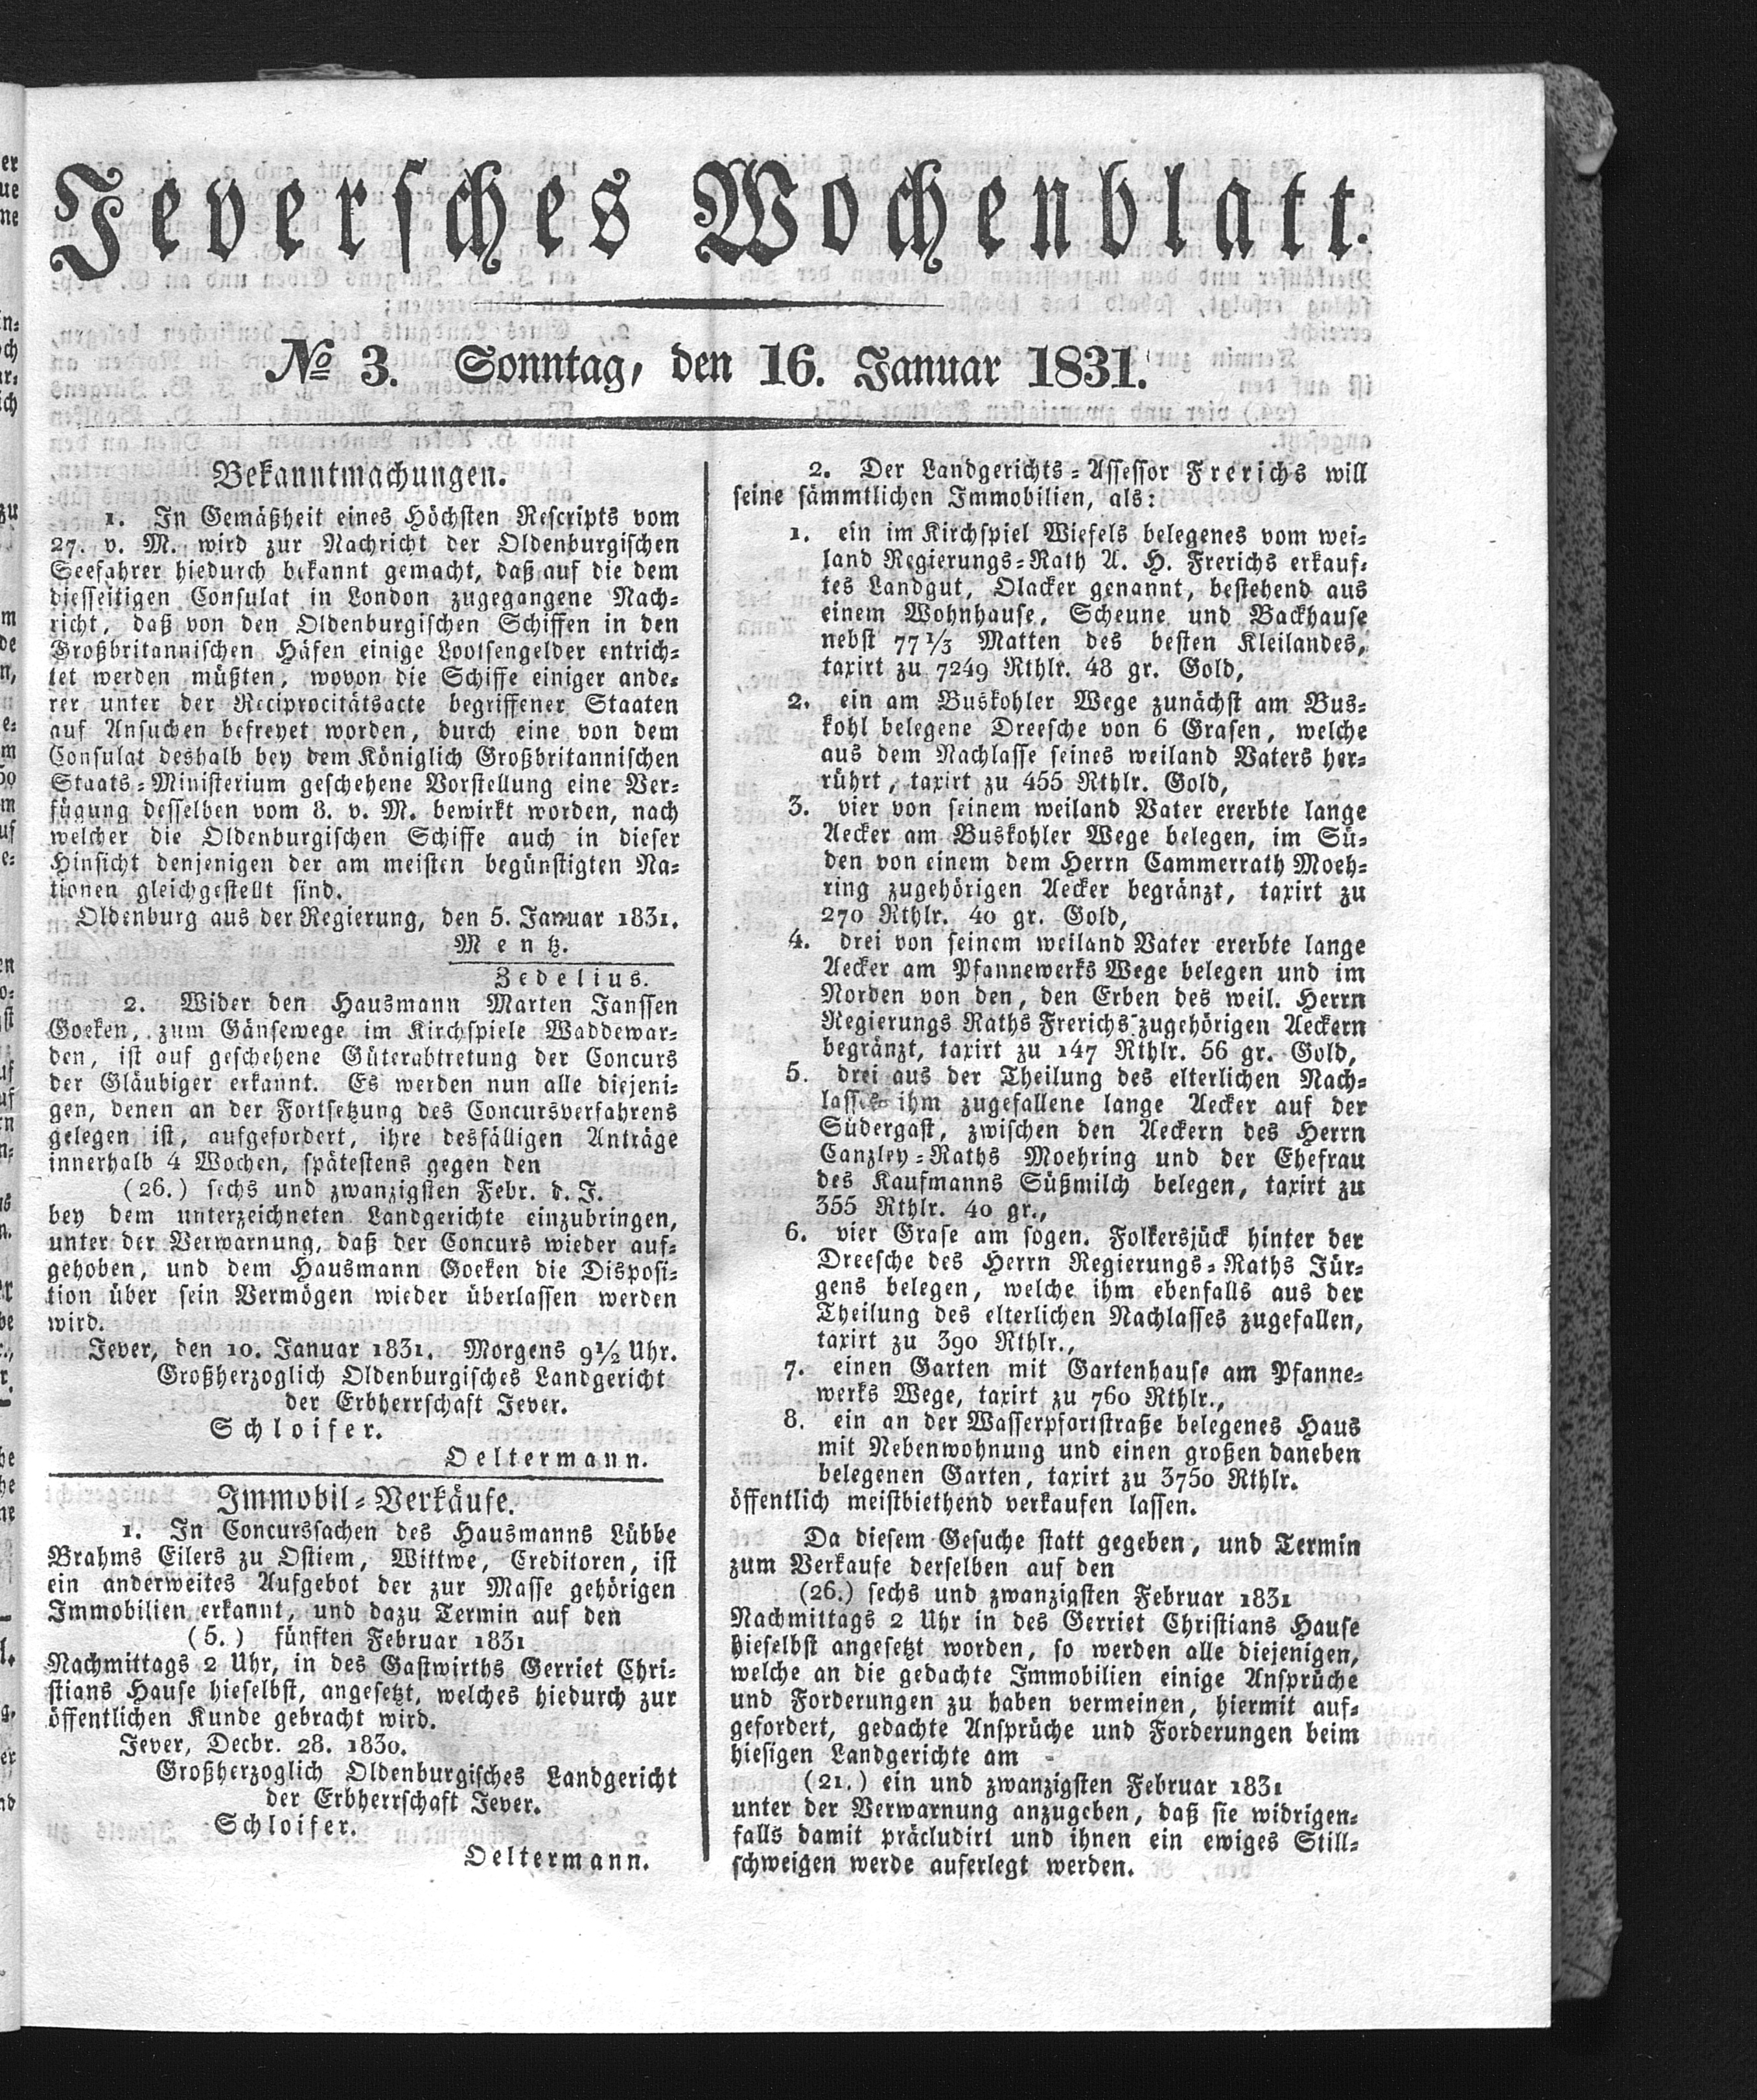 Jeversches Wochenblatt.
No 3. Sonntag, den 16. Januar 1831.
Bekanntmachungen.
1. In Gemäßheit eines Höchsten Rescripts vom
27. v. M. wird zur Nachricht der Oldenburgischen
Seefahrer hiedurch bekannt gemacht, daß auf die dem
diesseitigen Consulat in London zugegangene Nach-
richt, daß von den Oldenburgischen Schiffen in den
Großbritannischen Häfen einige Lootsengelder entrich-
tet werden müßten, wovon die Schiffe einiger ande-
rer unter der Reciprocitätsacte begriffener Staaten
auf Ansuchen befreyet worden, durch eine von dem
Consulat deshalb bey dem Königlich Großbritannischen
Staats-Ministerium geschehene Vorstellung eine Ver-
fügung desselben vom 8. v. M. bewirkt worden, nach
welcher die Oldenburgischen Schiffe auch in dieser
Hinsicht denjenigen der am meisten begünstigten Na-
tionen gleichgestellt sind.
Oldenburg aus der Regierung, den 5. Januar 1831.
Mentz.
Zedelius.
2. Wider den Hausmann Marten Janssen
Goeken, zum Gänsewege im Kirchspiele Waddewar-
den, ist auf geschehene Güterabtretung der Concurs
der Gläubiger erkannt. Es werden nun alle diejeni-
gen, denen an der Fortsetzung des Concursverfahrens
gelegen ist, aufgefordert, ihre desfälligen Anträge
innerhalb 4 Wochen, spätestens gegen den
(26.) sechs und zwanzigsten Febr. d. J.
bey dem unterzeichneten Landgerichte einzubringen,
unter der Verwarnung, daß der Concurs wieder auf-
gehoben, und dem Hausmann Goeken die Disposi-
tion über sein Vermögen wieder überlassen werden
wird.
Jever, den 10. Januar 1831. Morgens 9½ Uhr.
Großherzoglich Oldenburgisches Landgericht
der Erbherrschaft Jever.
Schloifer.
Oeltermann.
Immobil-Verkäufe.
1. In Concurssachen des Hausmanns Lübbe
Brahms Eilers zu Ostiem, Wittwe, Creditoren, ist
ein anderweites Aufgebot der zur Masse gehörigen
Immobilien erkannt, und dazu Termin auf den
(5.) fünften Februar 1831
Nachmittags 2 Uhr, in des Gastwirths Gerriet Chri-
stians Hause hieselbst, angesetzt, welches hiedurch zur
öffentlichen Kunde gebracht wird.
Jever, Decbr. 28. 1830.
Großherzoglich Oldenburgisches Landgericht
der Erbherrschaft Jever.
Schloifer.
Oeltermann.
2. Der Landgerichts-Assessor Frerichs will
seine sämmtlichen Immobilien, als:
1. ein im Kirchspiel Wiefels belegenes vom wei-
land Regierungs-Rath A. H. Frerichs erkauf-
tes Landgut, Olacker genannt, bestehend aus
einem Wohnhause, Scheune und Backhause
nebst 77 1/3 Matten des besten Kleilandes,
taxirt zu 7249 Rthlr. 48 gr. Gold,
2. ein am Buskohler Wege zunächst am Bus-
kohl belegene Dreesche von 6 Grasen, welche
aus dem Nachlasse seines weiland Vaters her-
rührt, taxirt zu 455 Rthlr. Gold,
3. vier von seinem weiland Vater ererbte lange
Aecker am Buskohler Wege belegen, im Sü-
den von einem dem Herrn Cammerrath Moeh-
ring zugehörigen Aecker begränzt, taxirt zu
270 Rthlr. 40 gr. Gold,
4. drei von seinem weiland Vater ererbte lange
Aecker am Pfannewerks Wege belegen und im
Norden von den, den Erben des weil. Herrn
Regierungs Raths Frerichs zugehörigen Aeckern
begränzt, taxirt zu 147 Rthlr. 56 gr. Gold,
5. drei aus der Theilung des elterlichen Nach-
lasses ihm zugefallene lange Aecker auf der
Südergast, zwischen den Aeckern des Herrn
Canzley-Raths Moehring und der Ehefrau
des Kaufmanns Süßmilch belegen, taxirt zu
355 Rthlr. 40 gr.,
6. vier Grase am sogen. Folkersjück hinter der
Dreesche des Herrn Regierungs-Raths Jür-
gens belegen, welche ihm ebenfalls aus der
Theilung des elterlichen Nachlasses zugefallen,
taxirt zu 390 Rthlr.,
7. einen Garten mit Gartenhause am Pfanne-
werks Wege, taxirt zu 760 Rthlr.,
8. ein an der Wasserpfortstraße belegenes Haus
mit Nebenwohnung und einen großen daneben
belegenen Garten, taxirt zu 3750 Rthlr.
öffentlich meistbiethend verkaufen lassen.
Da diesem Gesuche statt gegeben, und Termin
zum Verkaufe derselben auf den
(26.) sechs und zwanzigsten Februar 1831
Nachmittags 2 Uhr in des Gerriet Christians Hause
hieselbst angesetzt worden, so werden alle diejenigen,
welche an die gedachte Immobilien einige Ansprüche
und Forderungen zu haben vermeinen, hiermit auf-
gefordert, gedachte Ansprüche und Forderungen beim
hiesigen Landgerichte am
(21.) ein und zwanzigsten Februar 1831
unter der Verwarnung anzugeben, daß sie widrigen-
falls damit präcludirt und ihnen ein ewiges Still-
schweigen werde auferlegt werden.